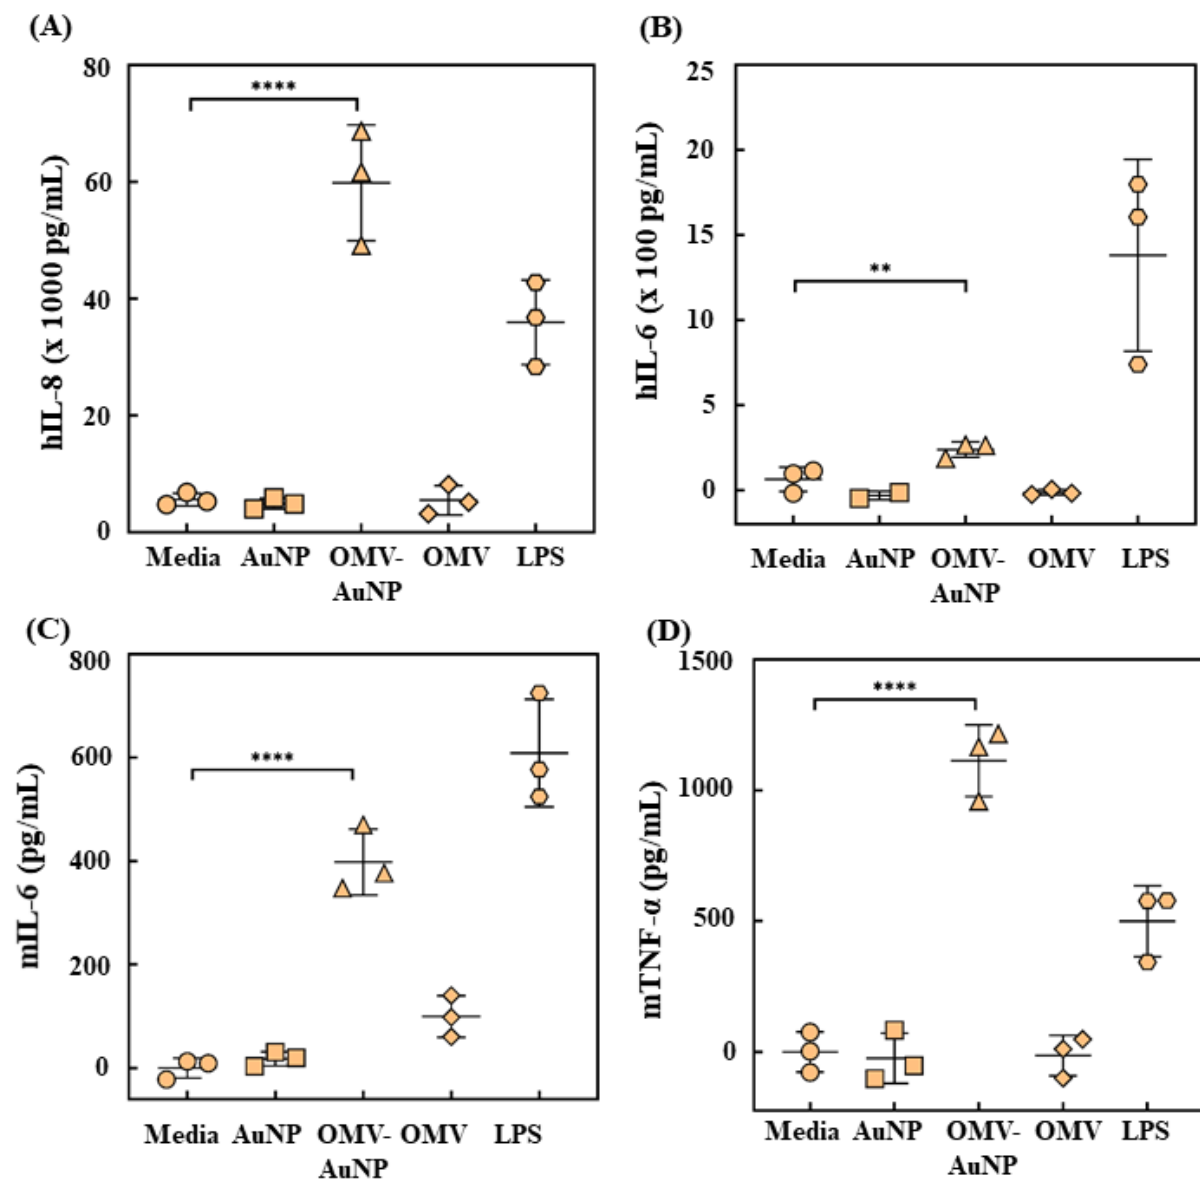 (A)
hIL-8 (x 1000 pg/mL)
80
60
40
20
0
****
Media AuNP OMV- OMV LPS
AuNP
(B)
hIL-6 (x 100 pg/mL)
25
20
15
10
5
0
**
Media AuNP OMV- OMV LPS
AuNP
(C)
mIL-6 (pg/mL)
800
600
400
200
0
****
Media AuNP OMV- OMV LPS
AuNP
(D)
mTNF-α (pg/mL)
1500
1000
500
0
****
Media AuNP OMV- OMV LPS
AuNP